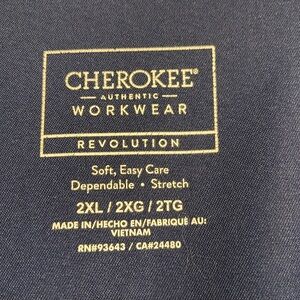 CHEROKEE®
AUTHENTIC
WORKWEAR
REVOLUTION
Soft, Easy Care
Dependable • Stretch
2XL / 2XG / 2TG
MADE IN/HECHO EN/FABRIQUÉ AU:
VIETNAM
RN#93643 / CA#24480